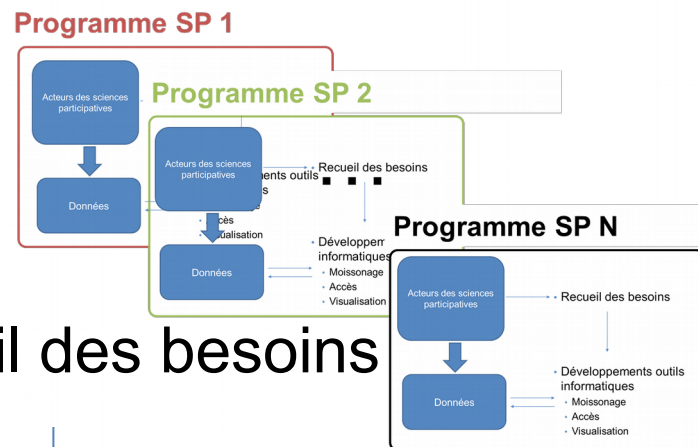 Programme SP 1
Acteurs des sciences
participatives
Données
Programme SP 2
Acteurs des sciences
participatives
Recueil des besoins
outils
Données
Développem
informatiques
Moissonage
Accès
Visualisation
Programme SP N
Acteurs des sciences
participatives
Recueil des besoins
Données
Développements outils
informatiques
Moissonage
Accès
Visualisation
il des besoins